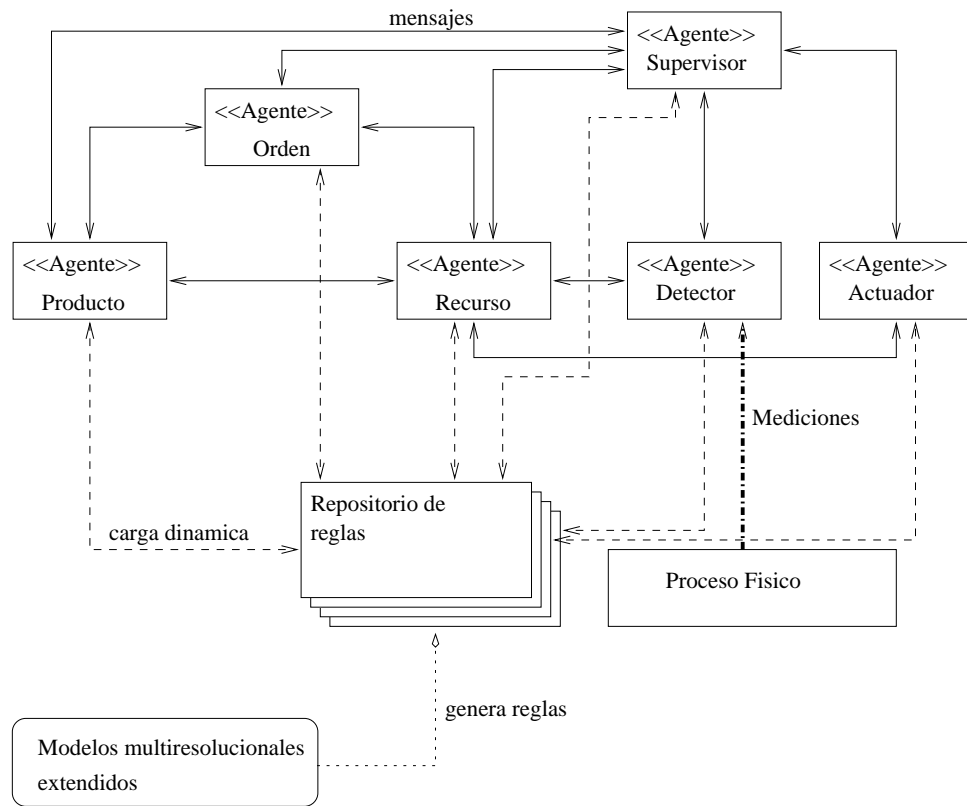 mensajes
<<Agente>>
Supervisor
<<Agente>>
Orden
<<Agente>>
Producto
<<Agente>>
Recurso
<<Agente>>
Detector
<<Agente>>
Actuador
Mediciones
Repositorio de
reglas
carga dinamica
Proceso Fisico
genera reglas
Modelos multiresolucionales
extendidos